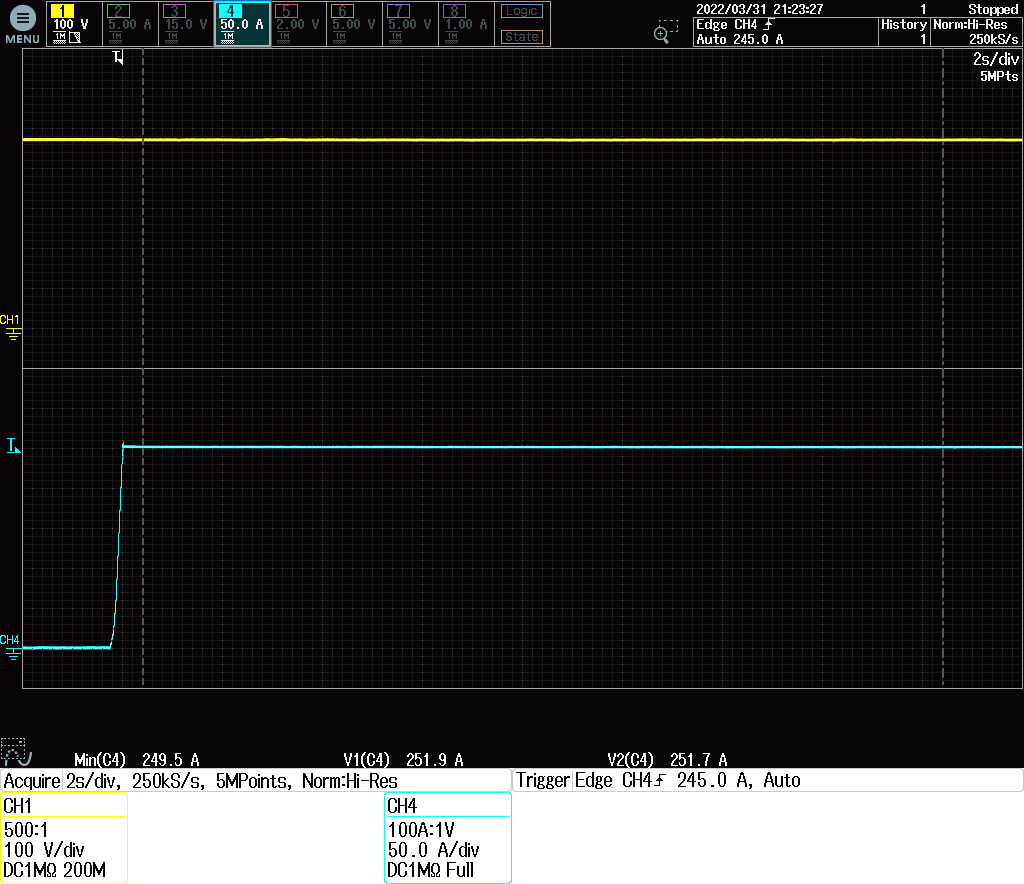 MENU
1 100 V 1M
2 5.00 A 1M
3 15.0 V 1M
4 50.0 A 1M
5 2.00 V 1M
6 5.00 V 1M
7 5.00 V 1M
8 1.00 A 1M
Logic
State
2022/03/31 21:23:27 1 Stopped
Edge CH4 History Norm:Hi-Res
Auto 245.0 A 1 250kS/s
T
2s/div
5MPts
CH1
T
CH4
Min(C4) 249.5 A V1(C4) 251.9 A V2(C4) 251.7 A
Acquire 2s/div, 250kS/s, 5MPoints, Norm:Hi-Res Trigger Edge CH4 245.0 A, Auto
CH1 CH4
500:1 100A:1V
100 V/div 50.0 A/div
DC1MΩ 200M DC1MΩ Full